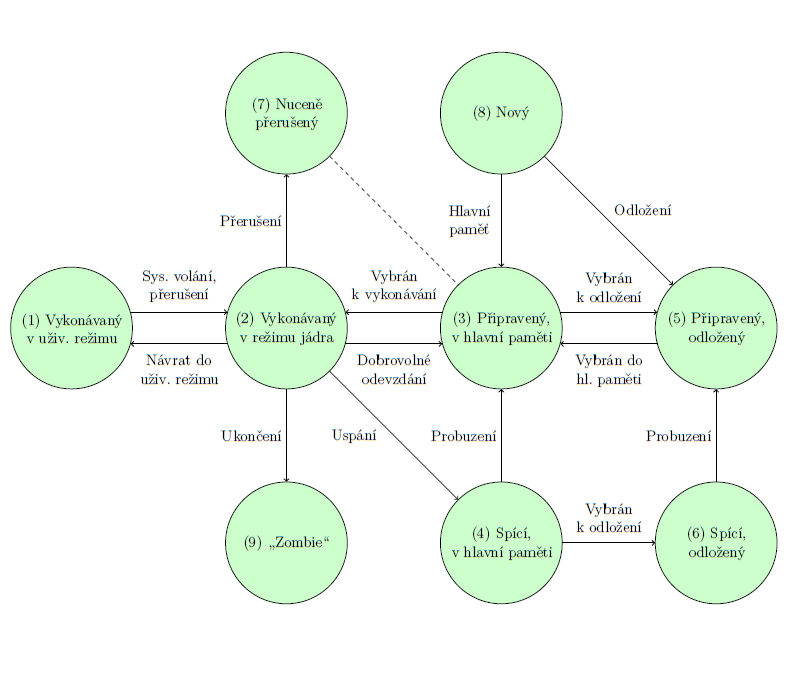 (7) Nuceně
přerušený
(8) Nový
Přerušení
Hlavní
paměť
Odložení
Sys. volání,
přerušení
Vybrán
k vykonávání
Vybrán
k odložení
(1) Vykonávaný
v uživ. režimu
(2) Vykonávaný
v režimu jádra
(3) Připravený,
v hlavní paměti
(5) Připravený,
odložený
Návrat do
uživ. režimu
Dobrovolné
odevzdání
Vybrán do
hl. paměti
Ukončení
Uspání
Probuzení
Probuzení
Vybrán
k odložení
(9) „Zombie“
(4) Spící,
v hlavní paměti
(6) Spící,
odložený